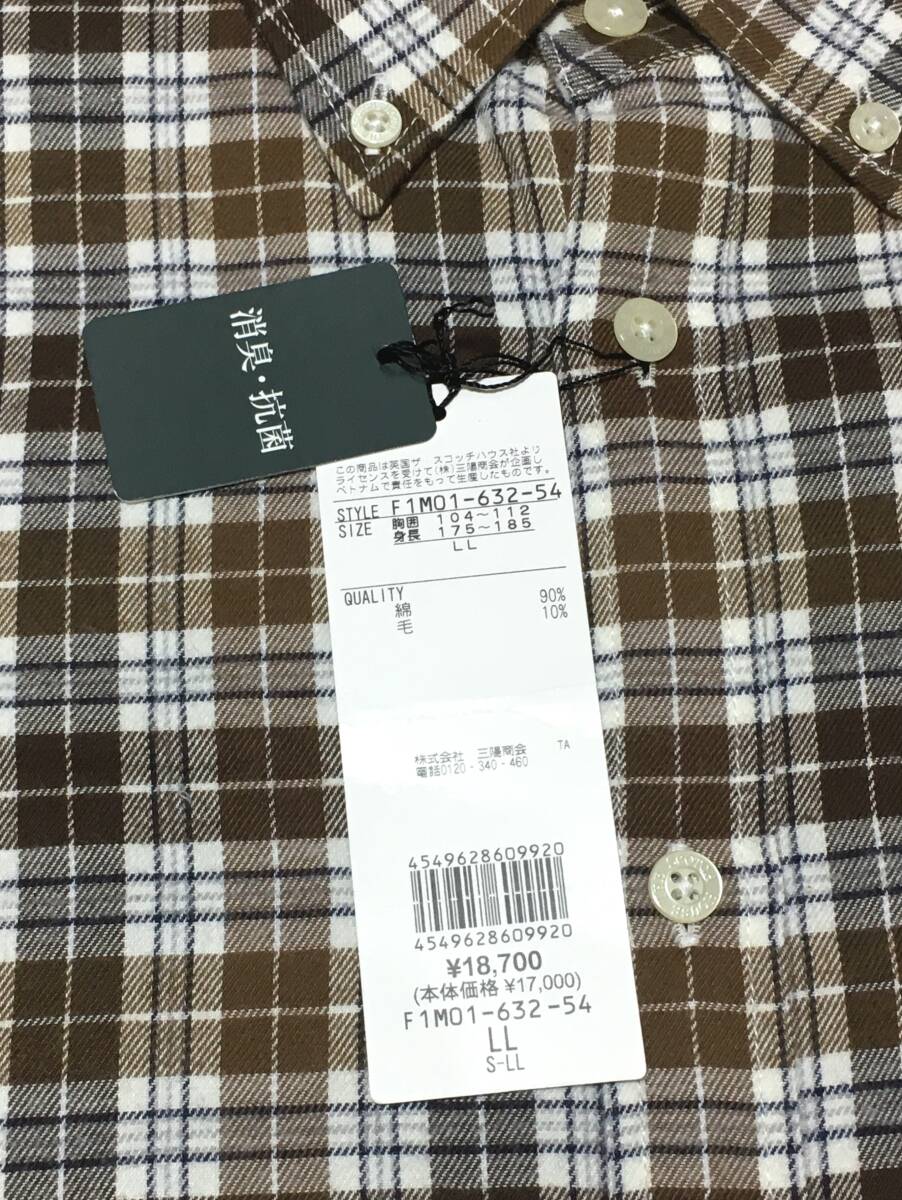 消臭・抗菌
この商品は英国ザ スコッチハウス社より
ライセンスを受けて(株)三陽商会が企画し
ベトナムで責任をもって生産したものです。
STYLE F1M01-632-54
SIZE 胸囲 104~112
身長 175~185
LL
QUALITY
綿 90%
毛 10%
株式会社 三陽商会 TA
電話0120-340-460
4549628609920
4549628609920
¥18,700
(本体価格 ¥17,000)
F1M01-632-54
LL
S-LL